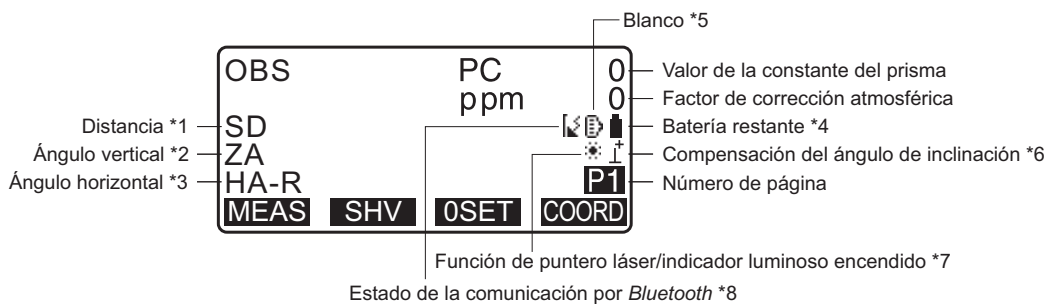 Blanco *5
OBS PC 0 Valor de la constante del prisma
ppm 0 Factor de corrección atmosférica
Distancia *1 SD Batería restante *4
Ángulo vertical *2 ZA Compensación del ángulo de inclinación *6
Ángulo horizontal *3 HA-R P1 Número de página
MEAS SHV 0SET COORD
Función de puntero láser/indicador luminoso encendido *7
Estado de la comunicación por Bluetooth *8